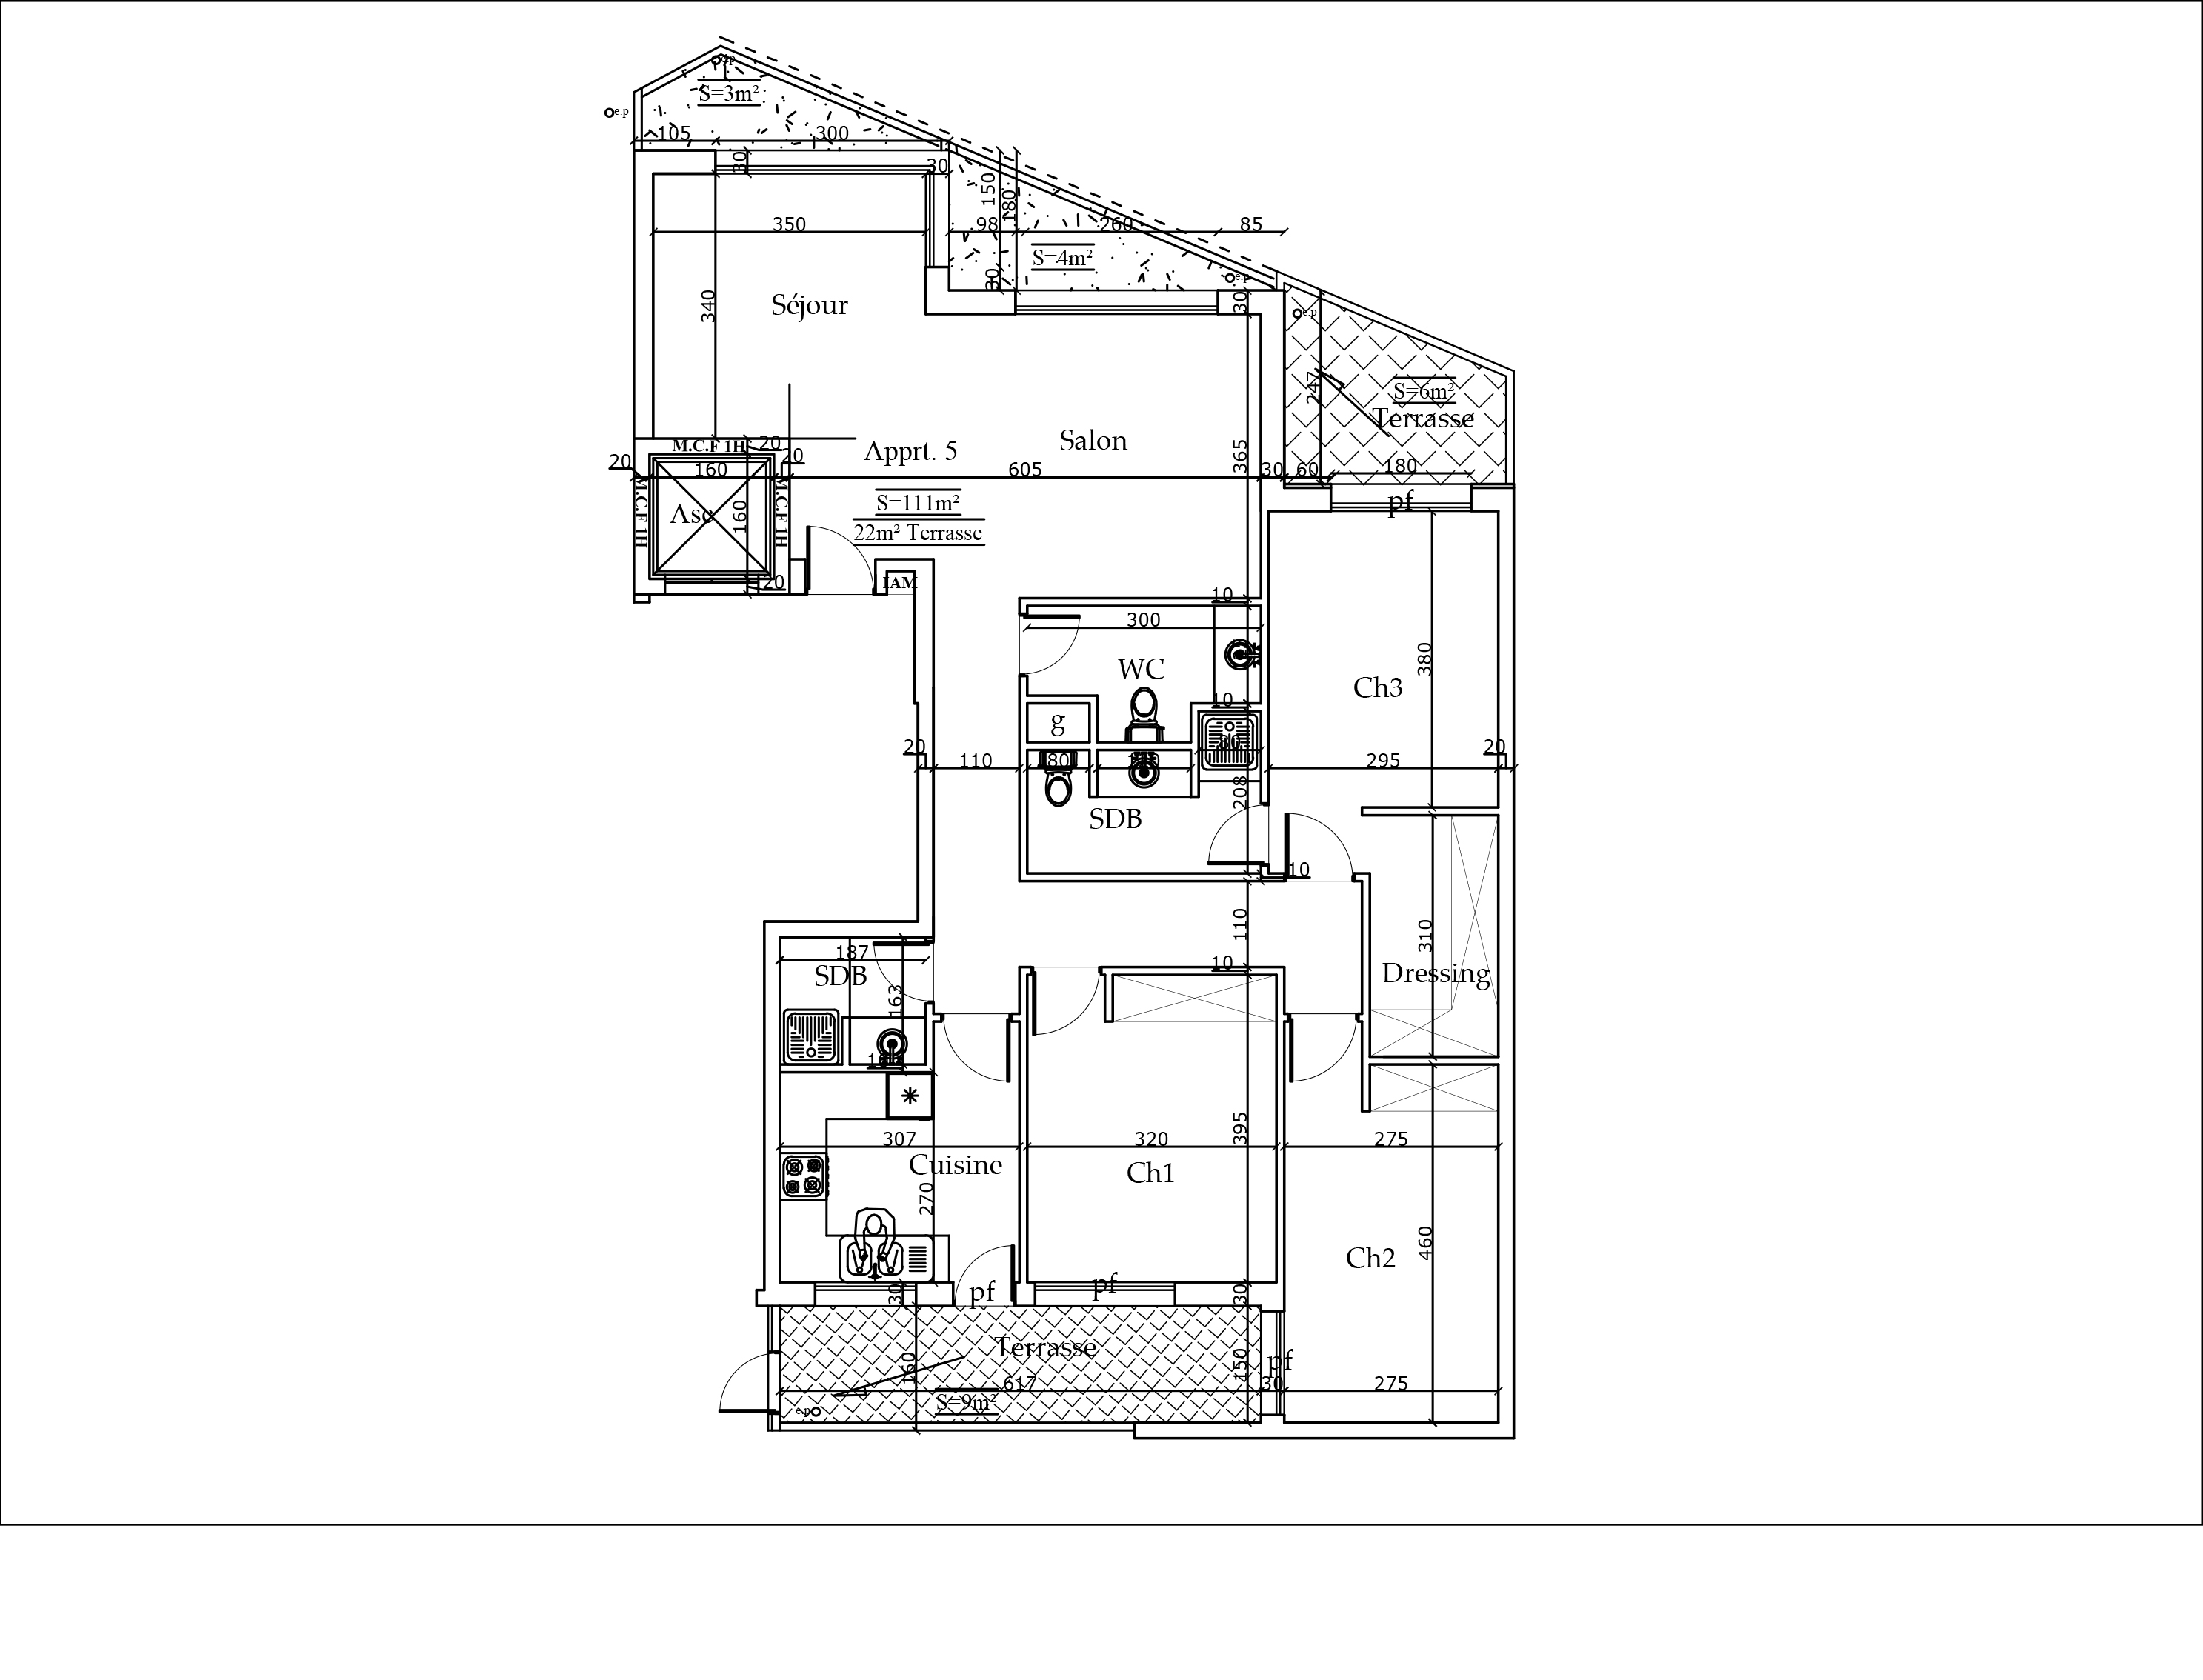 e.p
S=3m²
e.p
105
300
30
30
150
180
350
98
260
85
S=4m²
30
e.p
30
e.p
340
Séjour
247
S=6m²
Terrasse
M.C.F 1H
20
20
Apprt. 5
Salon
365
20
160
605
30
60
180
M.C.F 1H
Asc
160
M.C.F 1H
S=111m²
pf
22m² Terrasse
20
IAM
10
300
WC
380
Ch3
10
g
20
110
80
80
295
20
208
SDB
10
110
310
187
SDB
10
Dressing
163
10
307
320
395
275
Cuisine
Ch1
270
460
Ch2
30
pf
pf
30
Terrasse
160
150
pf
617
30
275
S=9m²
e.p